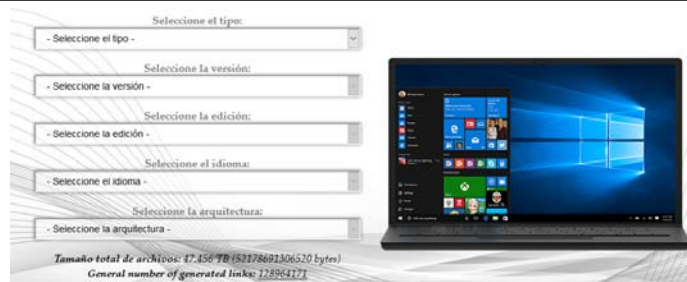 Seleccione el tipo:
- Seleccione el tipo -
Seleccione la versión:
- Seleccione la versión -
Seleccione la edición:
- Seleccione la edición -
Seleccione el idioma:
- Seleccione el idioma -
Seleccione la arquitectura:
- Seleccione la arquitectura -
Tamaño total de archivos: 47.456 TB (52178691306520 bytes)
General number of generated links: 128964171